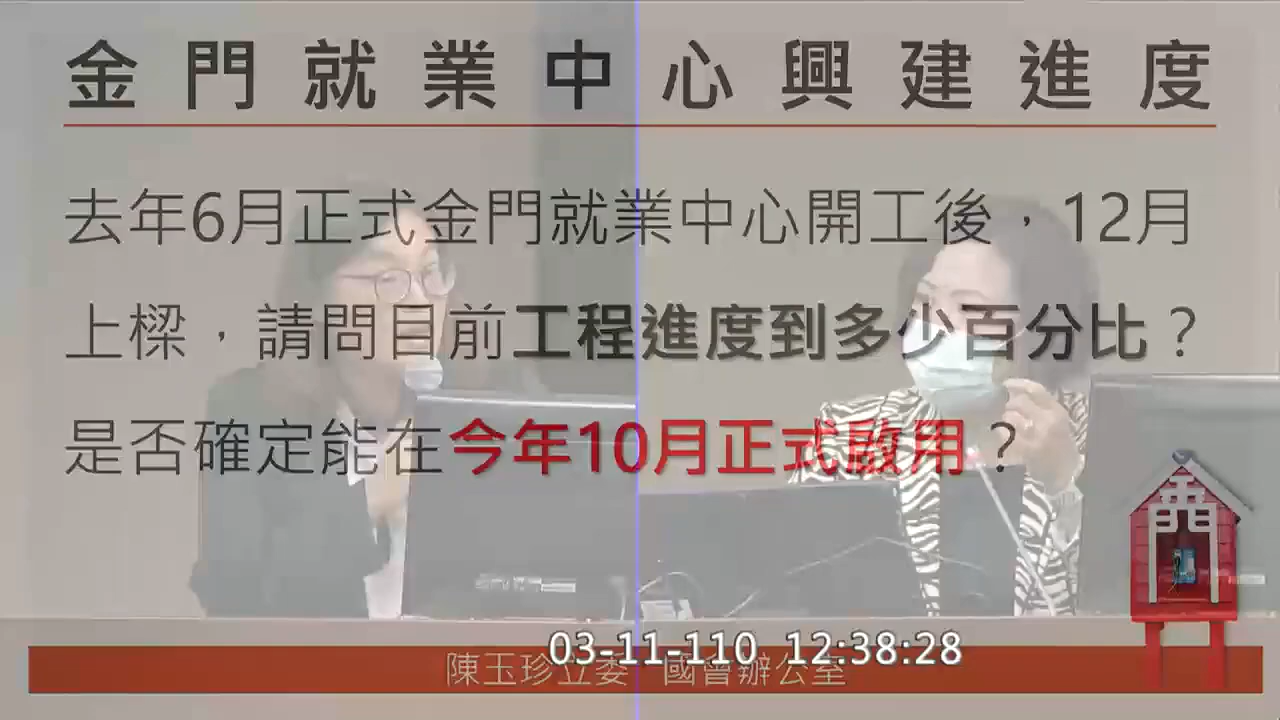 金門就業中心興建進度
去年6月正式金門就業中心開工後，12月
上樑，請問目前工程進度到多少百分比？
是否確定能在今年10月正式啟用？
03-11-110 12:38:28
陳玉珍立委 國會辦公室